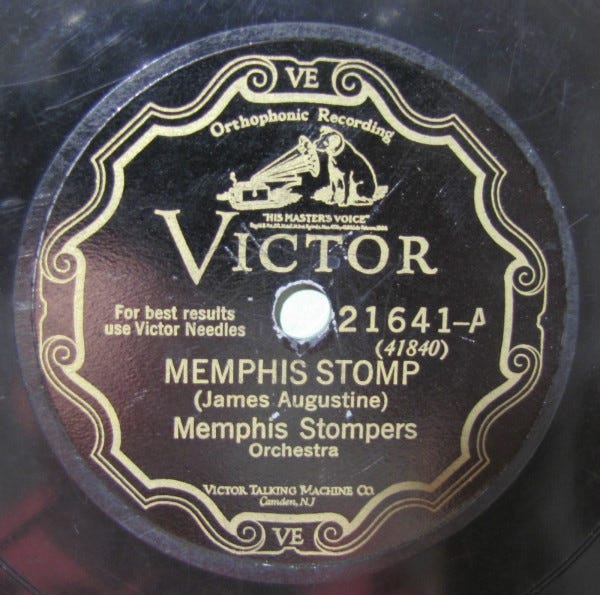 VE
Orthophonic Recording
"HIS MASTER'S VOICE"
VICTOR
For best results
use Victor Needles
21641-A
(41840)
MEMPHIS STOMP
(James Augustine)
Memphis Stompers
Orchestra
VICTOR TALKING MACHINE CO.
Camden, NJ
VE